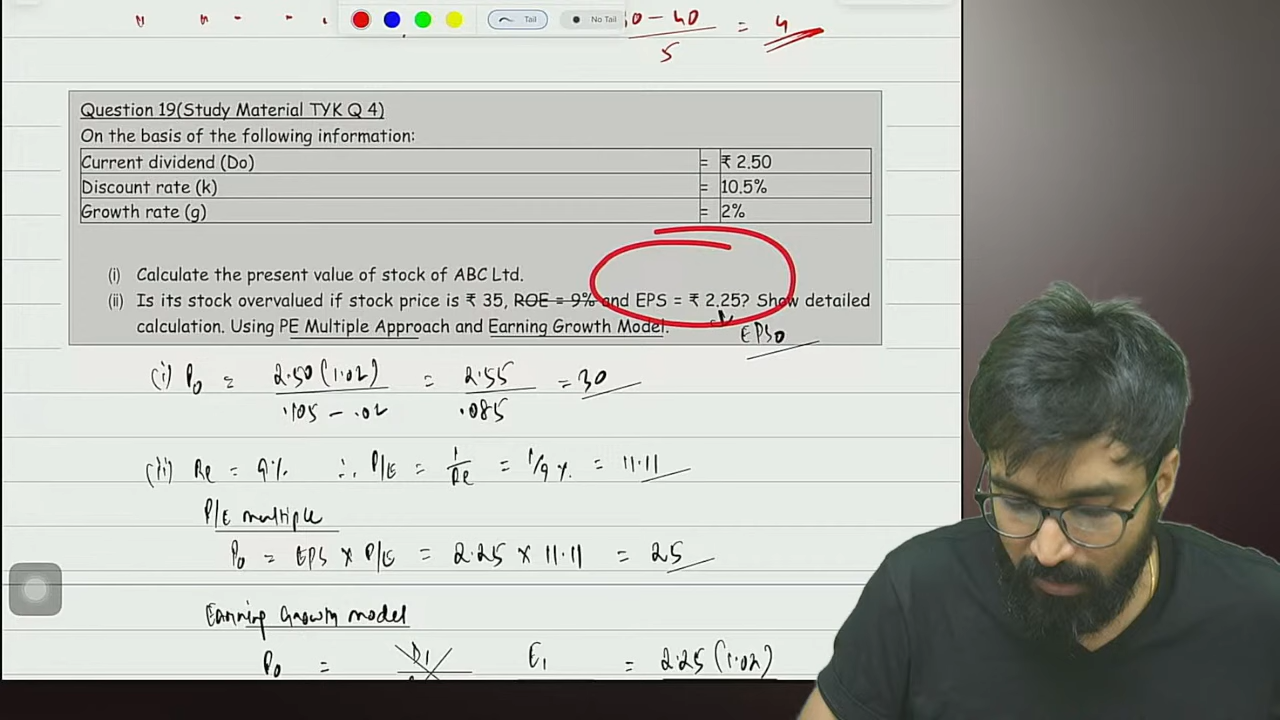 Tail
No Tail
0 - 40
5
= 4
Question 19(Study Material TYK Q 4)
On the basis of the following information:
Current dividend (Do) = ₹ 2.50
Discount rate (k) = 10.5%
Growth rate (g) = 2%
(i) Calculate the present value of stock of ABC Ltd.
(ii) Is its stock overvalued if stock price is ₹ 35, ROE = 9% and EPS = ₹ 2.25? Show detailed
calculation. Using PE Multiple Approach and Earning Growth Model.
EPS0
(i) P0 = 2.50(1.02) = 2.55 = 30
.105 - .02 .085
(ii) Re = 9% ∴ P/E = 1/Re = 1/9% = 11.11
P/E multiple
P0 = EPS × P/E = 2.25 × 11.11 = 25
Earning Growth model
P0 = D1 E1 = 2.25 (1.02)